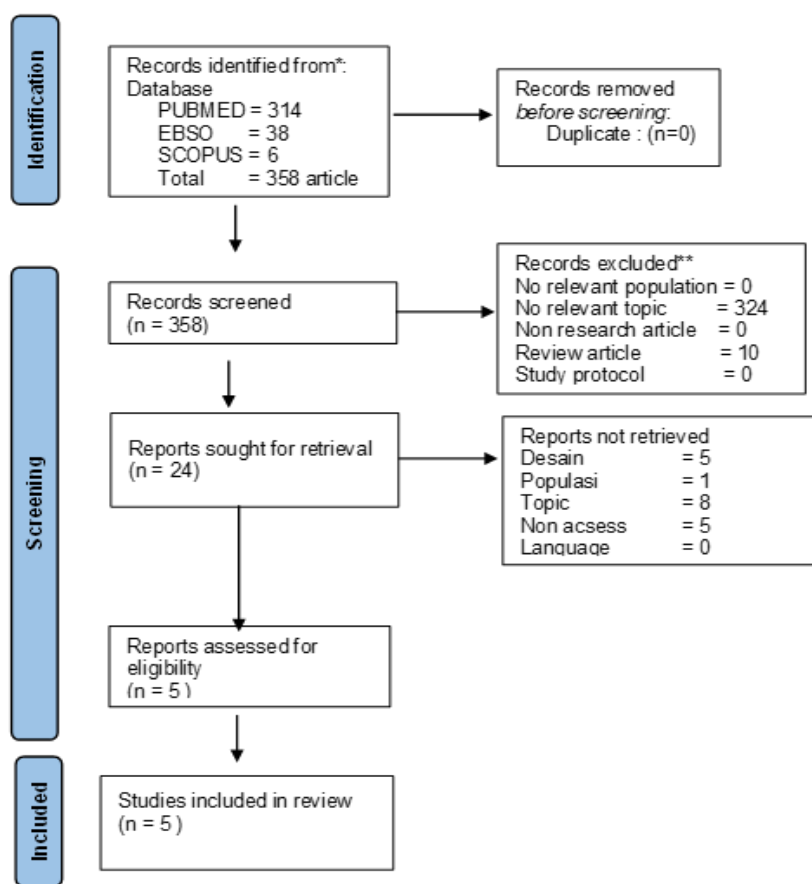 Identification
Records identified from*:
Database
PUBMED = 314
EBSO = 38
SCOPUS = 6
Total = 358 article
Records removed
before screening:
Duplicate : (n=0)
Screening
Records screened
(n = 358)
Records excluded**
No relevant population = 0
No relevant topic = 324
Non research article = 0
Review article = 10
Study protocol = 0
Reports sought for retrieval
(n = 24)
Reports not retrieved
Desain = 5
Populasi = 1
Topic = 8
Non acsess = 5
Language = 0
Reports assessed for
eligibility
(n = 5 )
Included
Studies included in review
(n = 5 )